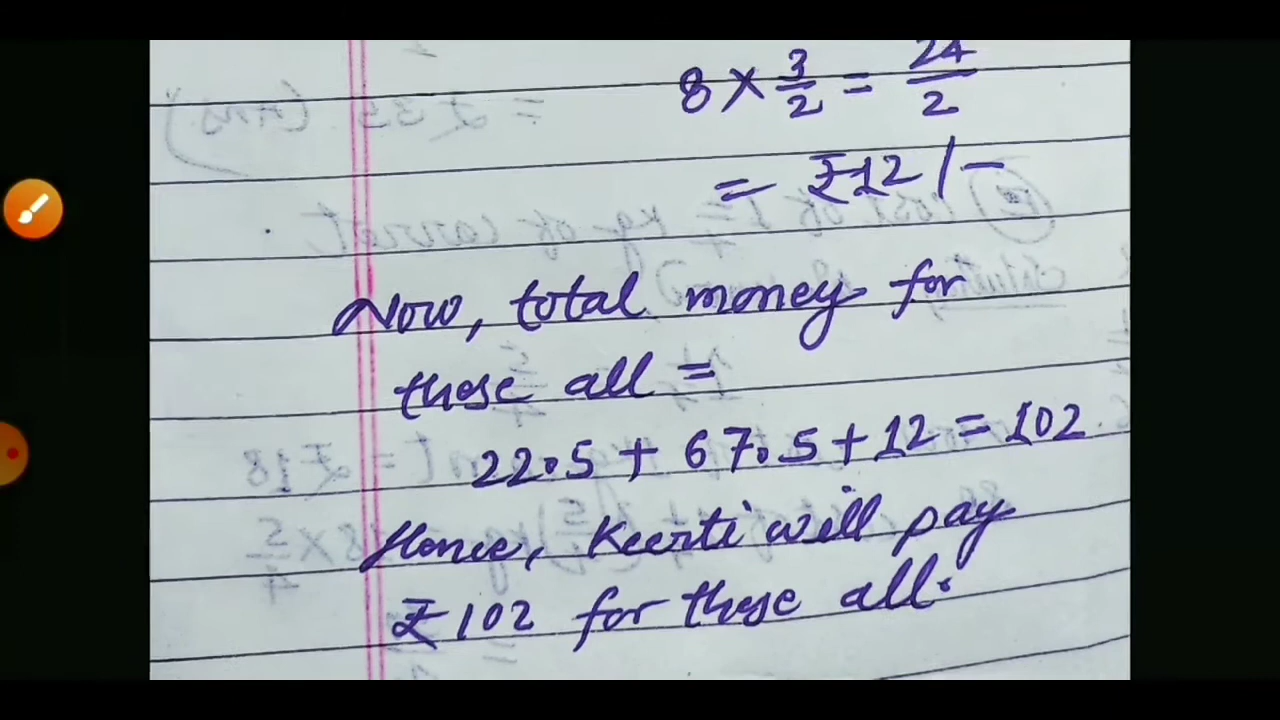 8 × 3/2 = 24/2
= ₹12/-
Now, total money for
these all =
22.5 + 67.5 + 12 = 102.
Hence, Keerti will pay
₹102 for these all.